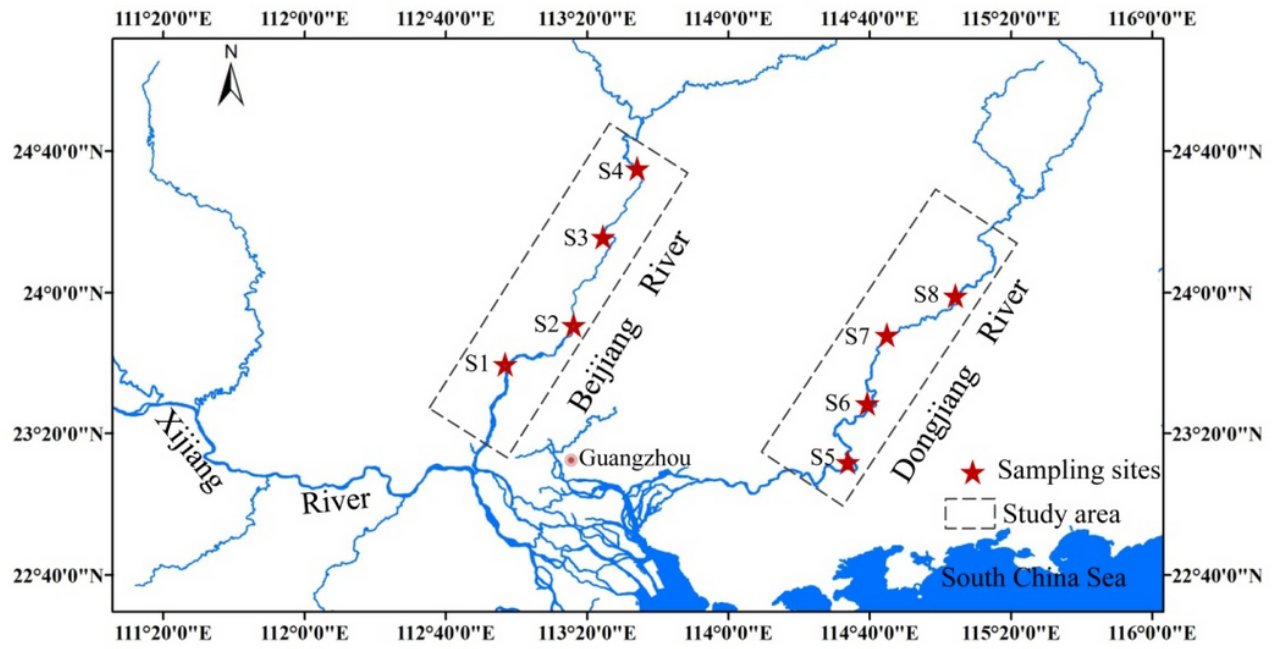 111°20'0"E 112°0'0"E 112°40'0"E 113°20'0"E 114°0'0"E 114°40'0"E 115°20'0"E 116°0'0"E
N
24°40'0"N 24°40'0"N
S4
S3
River
24°0'0"N 24°0'0"N
S8
River
S2
S7
S1
Beijiang
S6
Dongjiang
23°20'0"N 23°20'0"N
Xijiang
Guangzhou
S5
Sampling sites
River
Study area
22°40'0"N 22°40'0"N
South China Sea
111°20'0"E 112°0'0"E 112°40'0"E 113°20'0"E 114°0'0"E 114°40'0"E 115°20'0"E 116°0'0"E